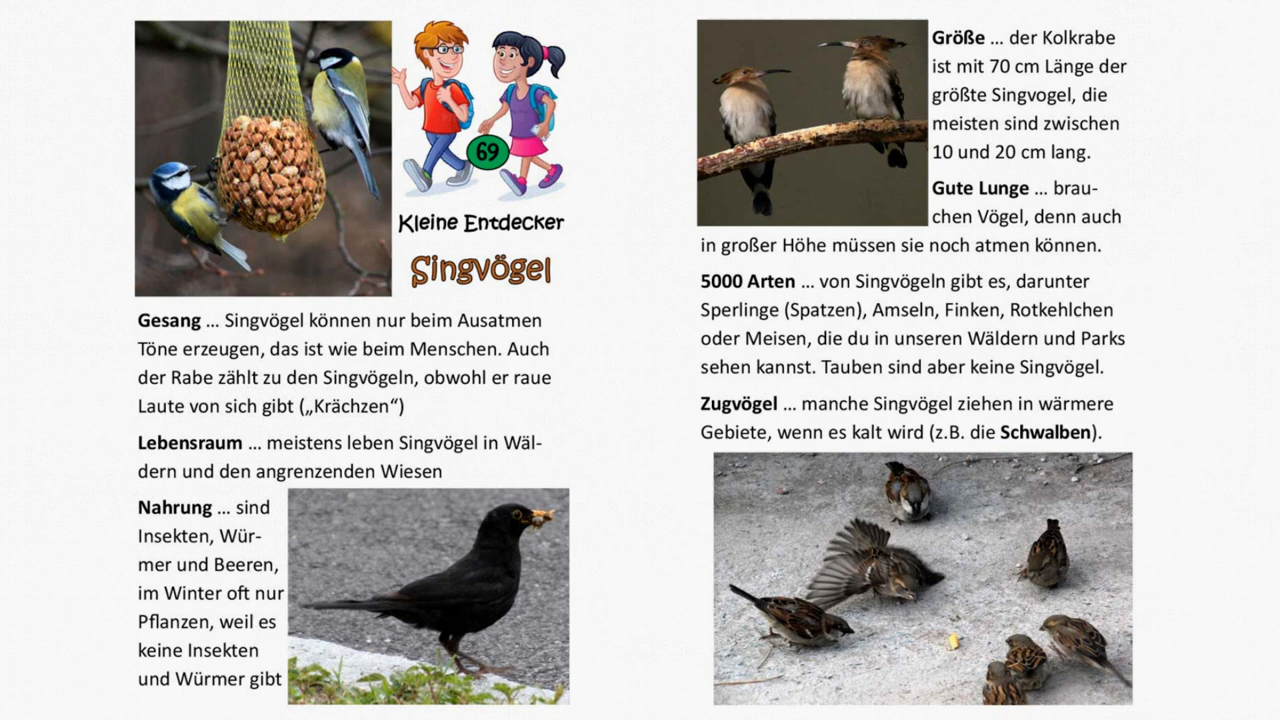 69
Kleine Entdecker
Singvögel
Gesang ... Singvögel können nur beim Ausatmen
Töne erzeugen, das ist wie beim Menschen. Auch
der Rabe zählt zu den Singvögeln, obwohl er raue
Laute von sich gibt („Krächzen“)
Lebensraum ... meistens leben Singvögel in Wäl-
dern und den angrenzenden Wiesen
Nahrung ... sind
Insekten, Wür-
mer und Beeren,
im Winter oft nur
Pflanzen, weil es
keine Insekten
und Würmer gibt
Größe ... der Kolkrabe
ist mit 70 cm Länge der
größte Singvogel, die
meisten sind zwischen
10 und 20 cm lang.
Gute Lunge ... brau-
chen Vögel, denn auch
in großer Höhe müssen sie noch atmen können.
5000 Arten ... von Singvögeln gibt es, darunter
Sperlinge (Spatzen), Amseln, Finken, Rotkehlchen
oder Meisen, die du in unseren Wäldern und Parks
sehen kannst. Tauben sind aber keine Singvögel.
Zugvögel ... manche Singvögel ziehen in wärmere
Gebiete, wenn es kalt wird (z.B. die Schwalben).